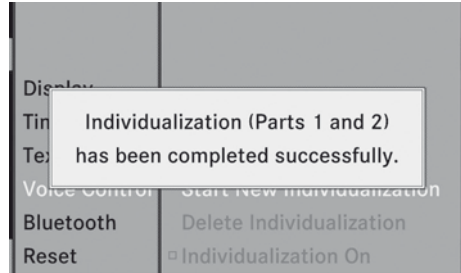 Display
Individualization (Parts 1 and 2)
has been completed successfully.
Voice Control
Start New Individualization
Bluetooth
Delete Individualization
Reset
Individualization On